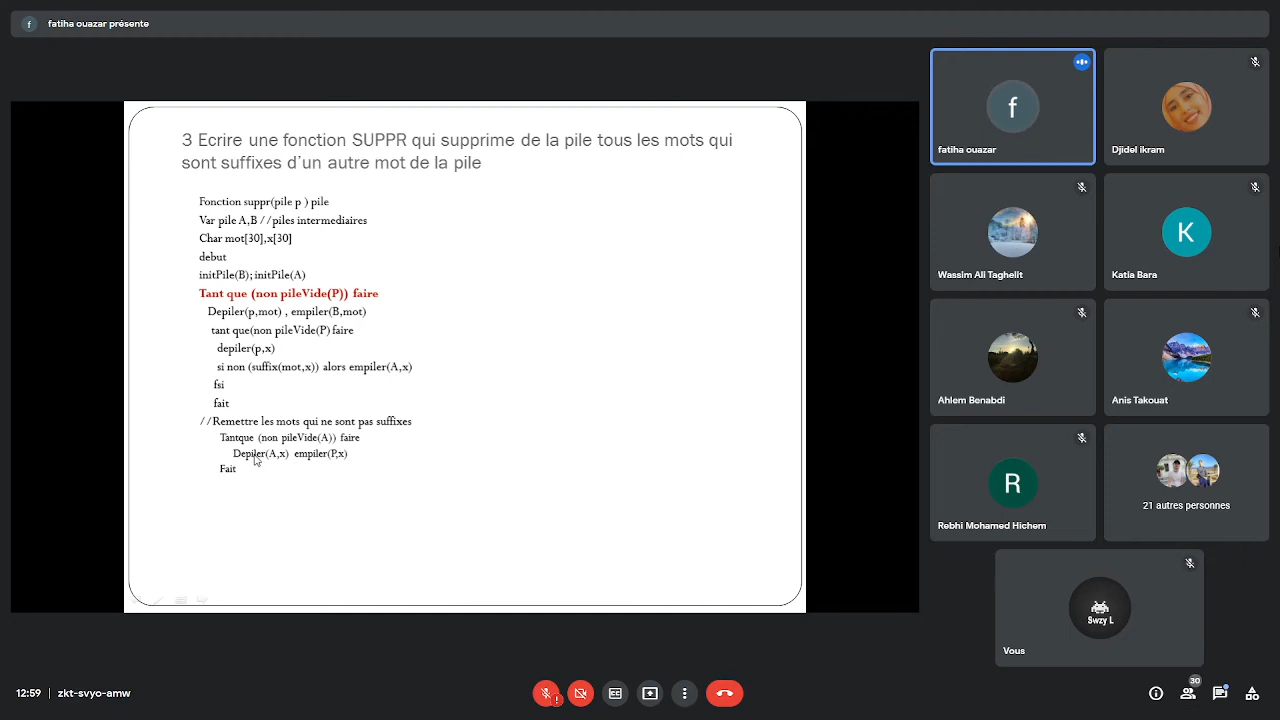 f fatiha ouazar présente
3 Ecrire une fonction SUPPR qui supprime de la pile tous les mots qui
sont suffixes d'un autre mot de la pile
Fonction suppr(pile p ) pile
Var pile A,B //piles intermediaires
Char mot[30],x[30]
debut
initPile(B); initPile(A)
Tant que (non pileVide(P)) faire
Depiler(p,mot) , empiler(B,mot)
tant que(non pileVide(P) faire
depiler(p,x)
si non (suffix(mot,x)) alors empiler(A,x)
fsi
fait
//Remettre les mots qui ne sont pas suffixes
Tantque (non pileVide(A)) faire
Depiler(A,x) empiler(P,x)
Fait
f
fatiha ouazar
Djidel ikram
Wassim Ali Taghelit
K
Katia Bara
Ahlem Benabdi
Anis Takouat
R
Rebhi Mohamed Hichem
21 autres personnes
Swzy L
Vous
12:59 | zkt-svyo-amw
30